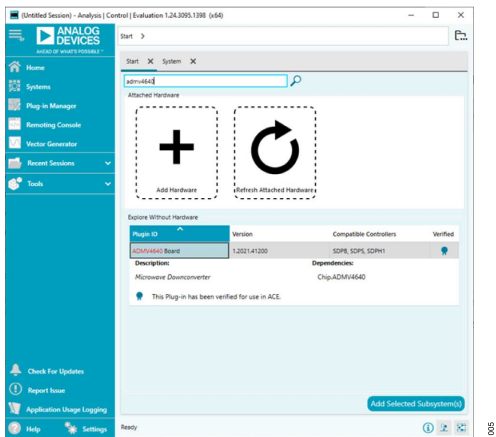 (Untitled Session) - Analysis | Control | Evaluation 1.24.3095.1398 (x64)
ANALOG
DEVICES
AHEAD OF WHAT'S POSSIBLE™
Start >
Home
Systems
Plug-in Manager
Remoting Console
Vector Generator
Recent Sessions
Tools
Start X System X
admv4640
Attached Hardware
Add Hardware
Refresh Attached Hardware
Explore Without Hardware
Plugin ID Version Compatible Controllers Verified
ADMV4640 Board 1.2021.41200 SDPB, SDPS, SDPH1
Description: Dependencies:
Microwave Downconverter Chip.ADMV4640
This Plug-in has been verified for use in ACE.
Add Selected Subsystem(s)
Check For Updates
Report Issue
Application Usage Logging
Help Settings
Ready
005